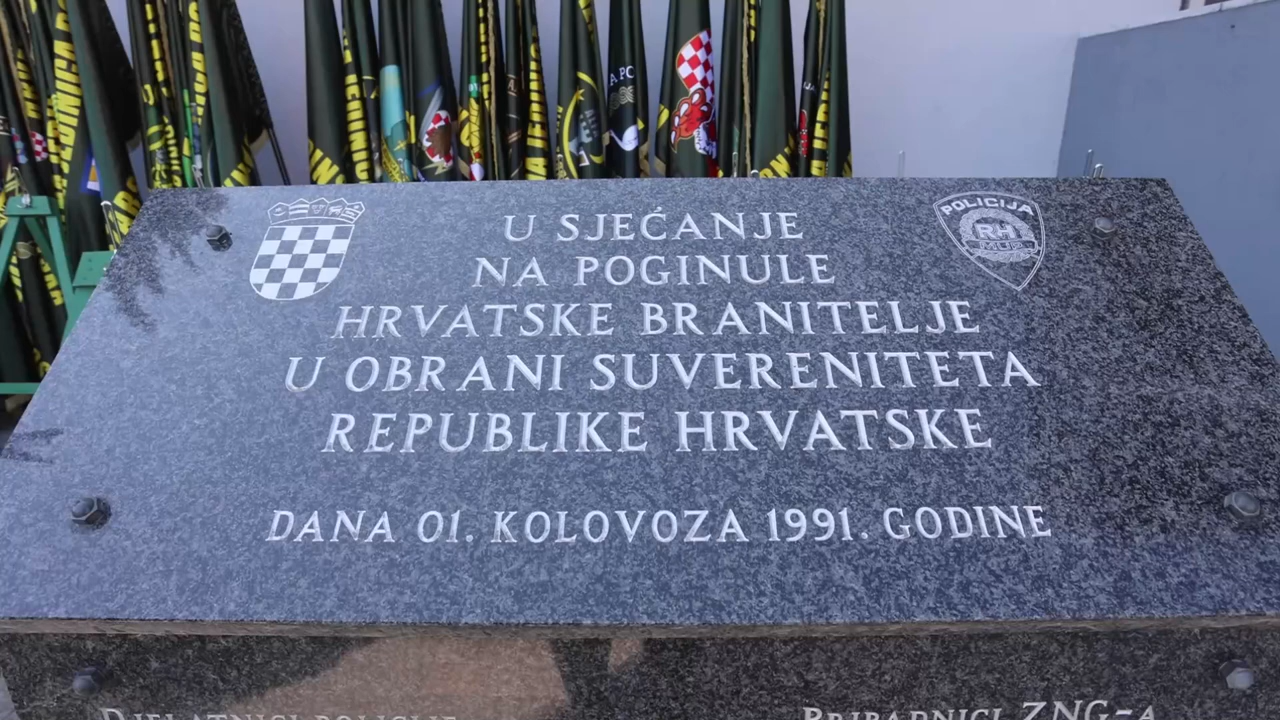 U SJEĆANJE
NA POGINULE
HRVATSKE BRANITELJE
U OBRANI SUVERENITETA
REPUBLIKE HRVATSKE
DANA 01. KOLOVOZA 1991. GODINE
POLICIJA
RH
MUP
DJELATNICI POLICIJE
PRIPADNICI ZNG-A